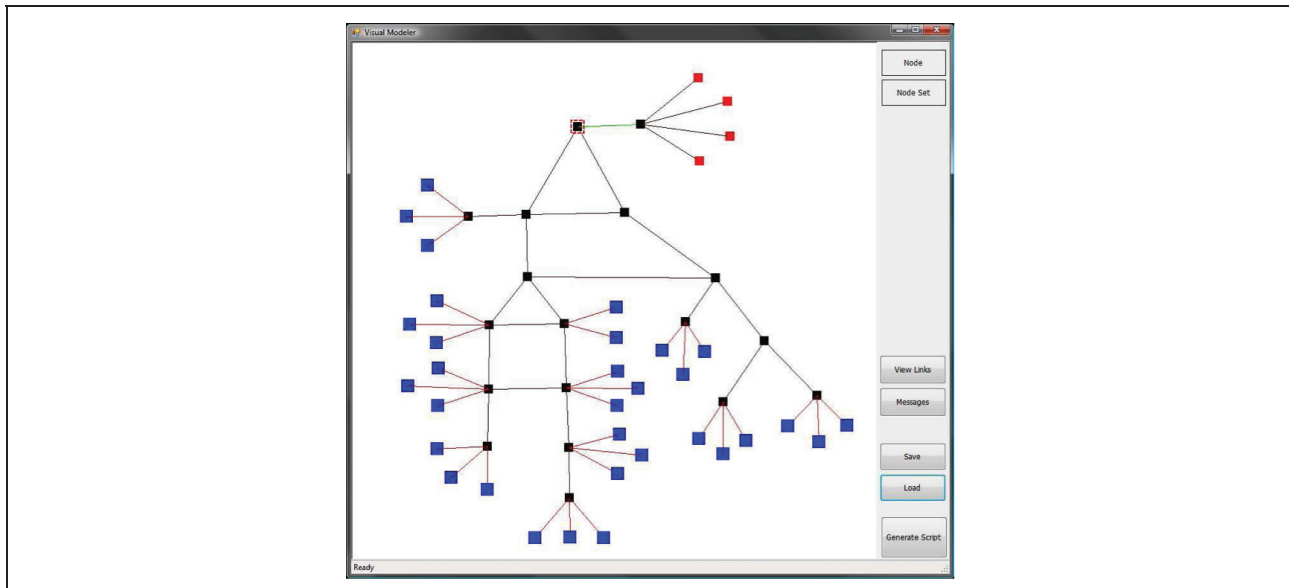 Visual Modeler
Node
Node Set
View Links
Messages
Save
Load
Generate Script
Ready